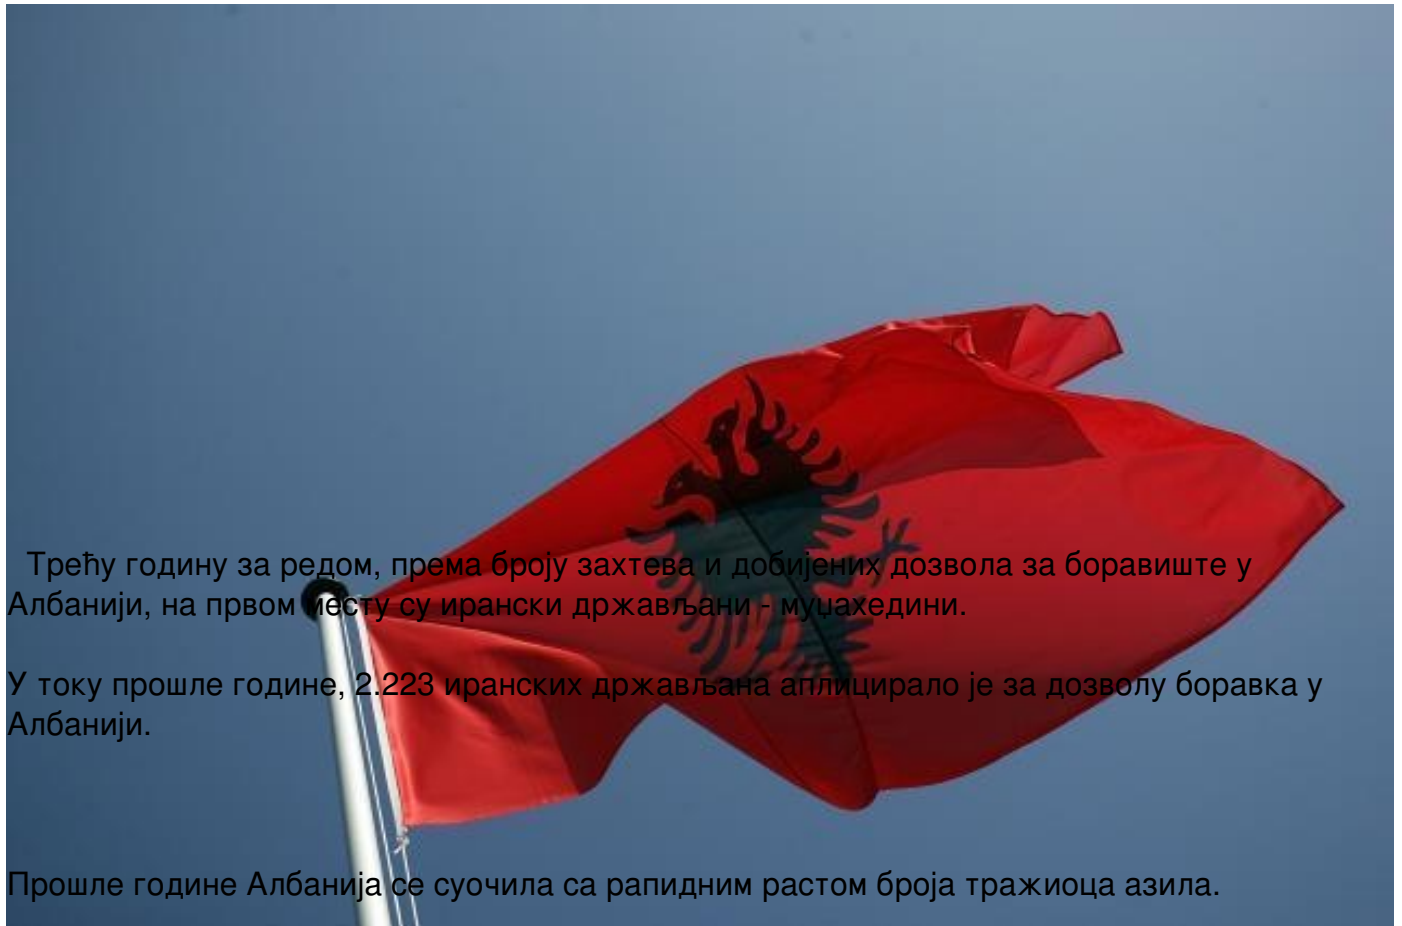 Трећу годину за редом, према броју захтева и добијених дозвола за боравиште у
Албанији, на првом месту су ирански држављани - муџахедини.
У току прошле године, 2.223 иранских држављана аплицирало је за дозволу боравка у
Албанији.
Прошле године Албанија се суочила са рапидним растом броја тражиоца азила.